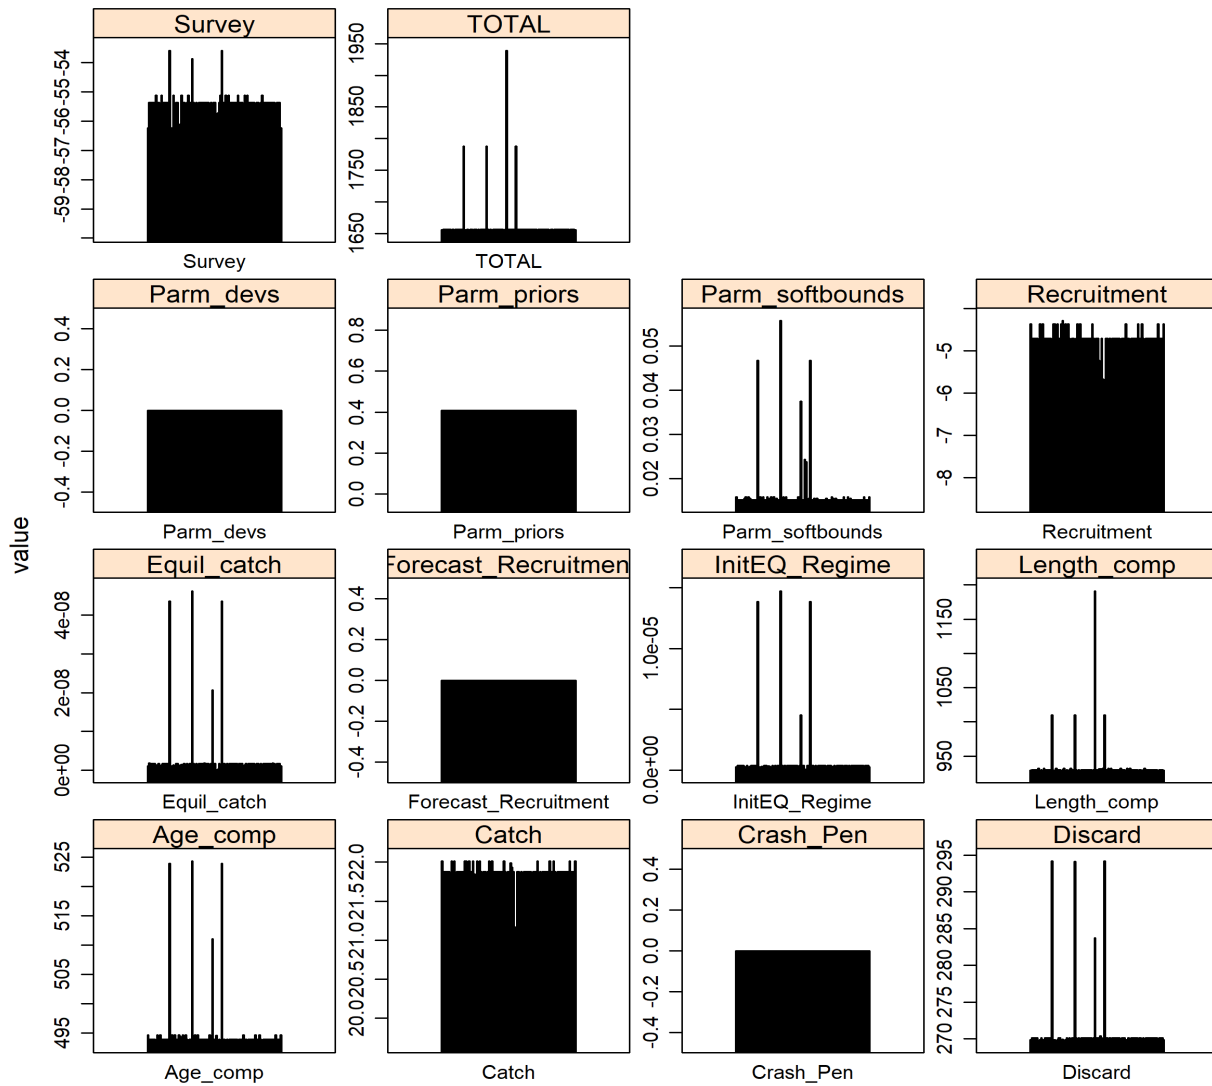 value
Survey
-54
-55
-56
-57
-58
-59
Survey
TOTAL
1950
1850
1750
1650
TOTAL
Parm_devs
0.4
0.2
0.0
-0.2
-0.4
Parm_devs
Parm_priors
0.8
0.6
0.4
0.2
0.0
Parm_priors
Parm_softbounds
0.05
0.04
0.03
0.02
Parm_softbounds
Recruitment
-5
-6
-7
-8
Recruitment
Equil_catch
4e-08
2e-08
0e+00
Equil_catch
Forecast_Recruitmen
0.4
0.2
0.0
-0.2
-0.4
Forecast_Recruitment
InitEQ_Regime
1.0e-05
0.0e+00
InitEQ_Regime
Length_comp
1150
1050
950
Length_comp
Age_comp
525
515
505
495
Age_comp
Catch
22.0
21.5
21.0
20.5
20.0
Catch
Crash_Pen
0.4
0.2
0.0
-0.2
-0.4
Crash_Pen
Discard
295
290
285
280
275
270
Discard